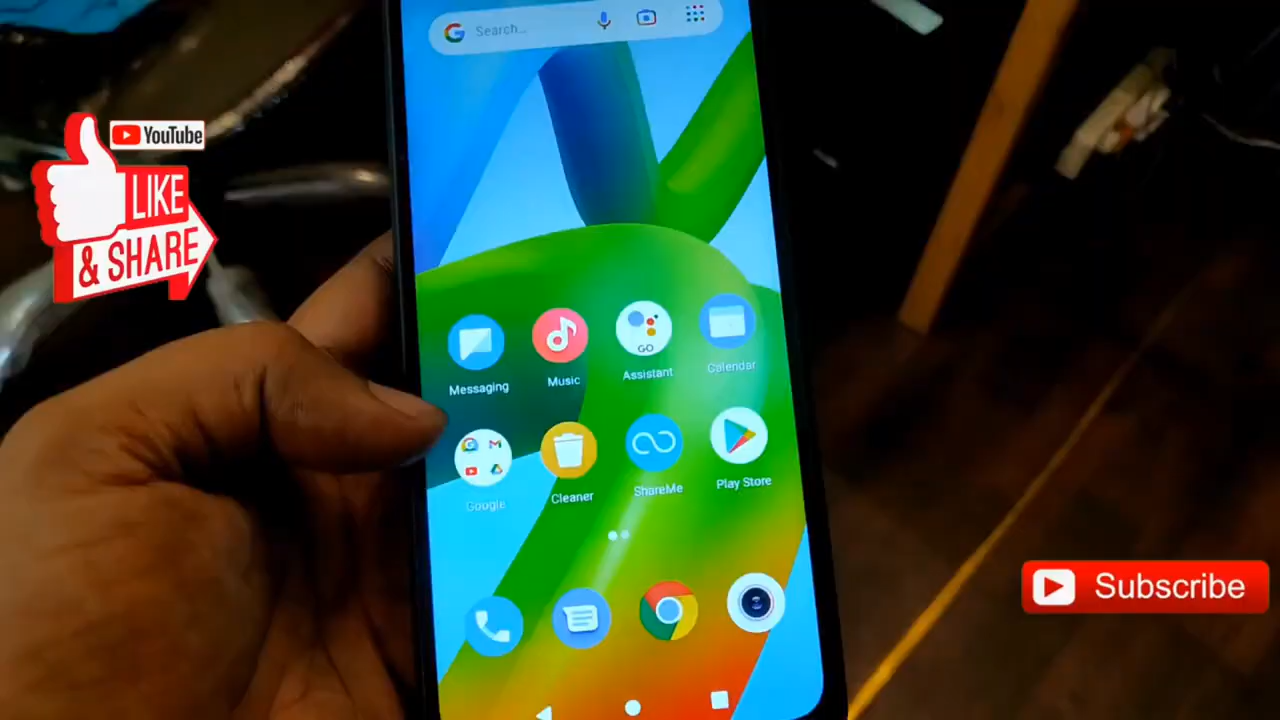 Search...
YouTube
LIKE
& SHARE
GO
Messaging
Music
Assistant
Calendar
Google
Cleaner
ShareMe
Play Store
Subscribe